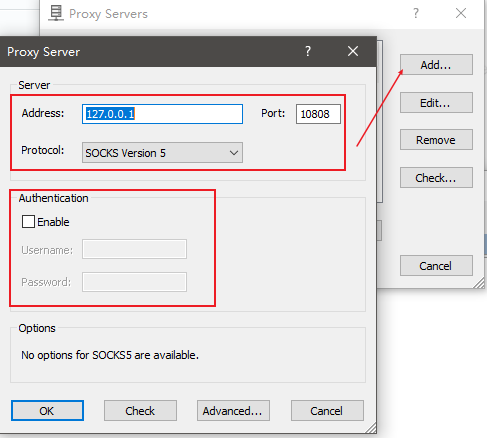 Proxy Servers
Proxy Server
Add...
Server
Address:
127.0.0.1
Port:
10808
Edit...
Protocol:
SOCKS Version 5
Remove
Check...
Authentication
Enable
Username:
Password:
Cancel
Options
No options for SOCKS5 are available.
OK
Check
Advanced...
Cancel